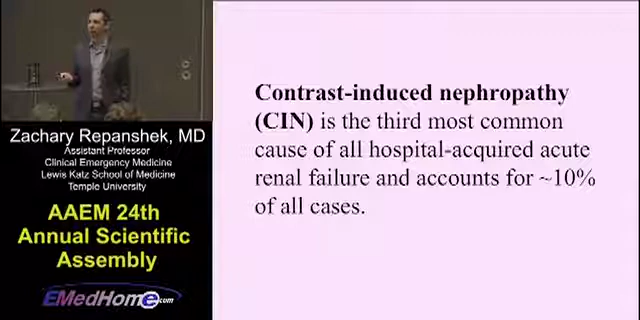 Zachary Repanshek, MD
Assistant Professor
Clinical Emergency Medicine
Lewis Katz School of Medicine
Temple University
AAEM 24th
Annual Scientific
Assembly
EMedHome.com
Contrast-induced nephropathy
(CIN) is the third most common
cause of all hospital-acquired acute
renal failure and accounts for ~10%
of all cases.